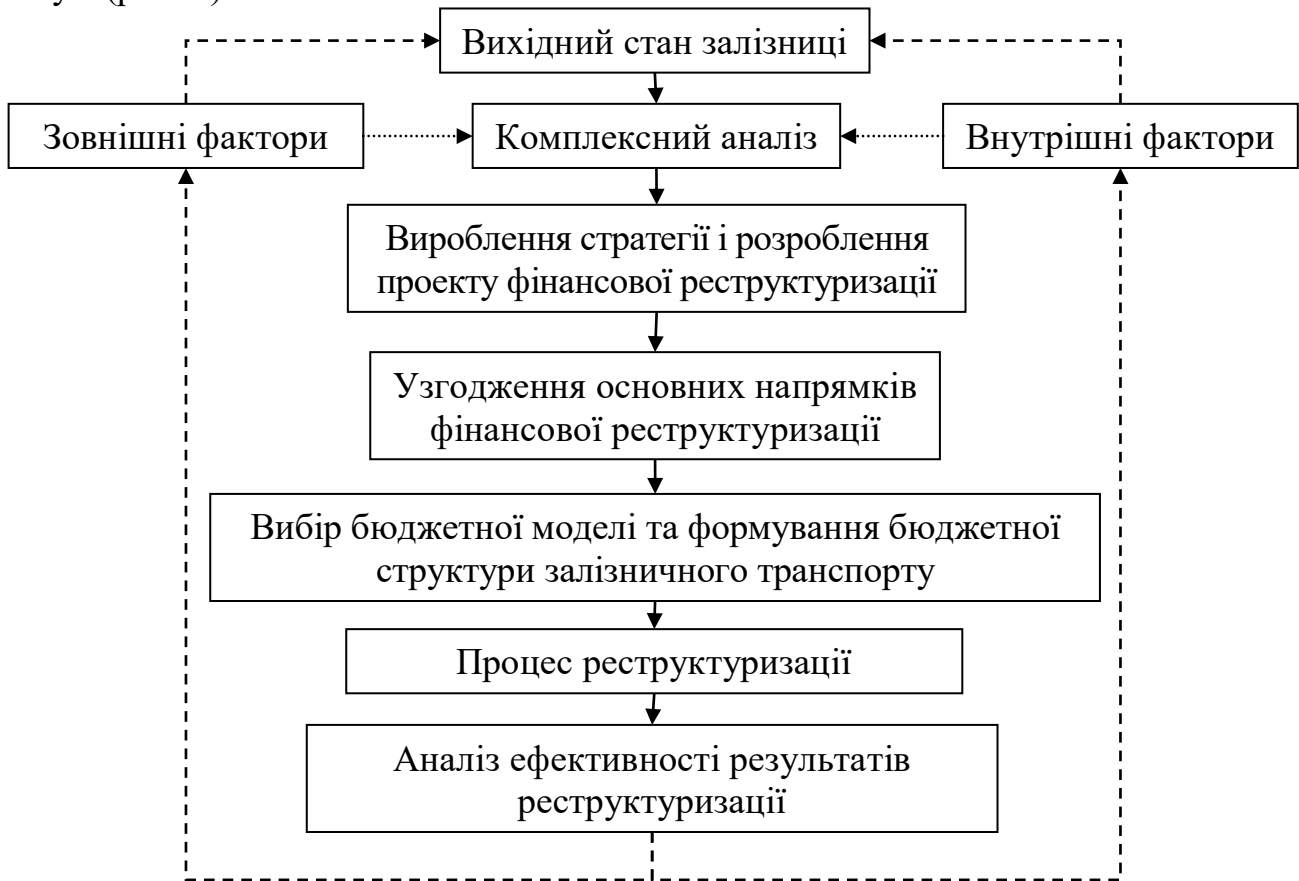 Вихідний стан залізниці
Зовнішні фактори
Комплексний аналіз
Внутрішні фактори
Вироблення стратегії і розроблення
проекту фінансової реструктуризації
Узгодження основних напрямків
фінансової реструктуризації
Вибір бюджетної моделі та формування бюджетної
структури залізничного транспорту
Процес реструктуризації
Аналіз ефективності результатів
реструктуризації